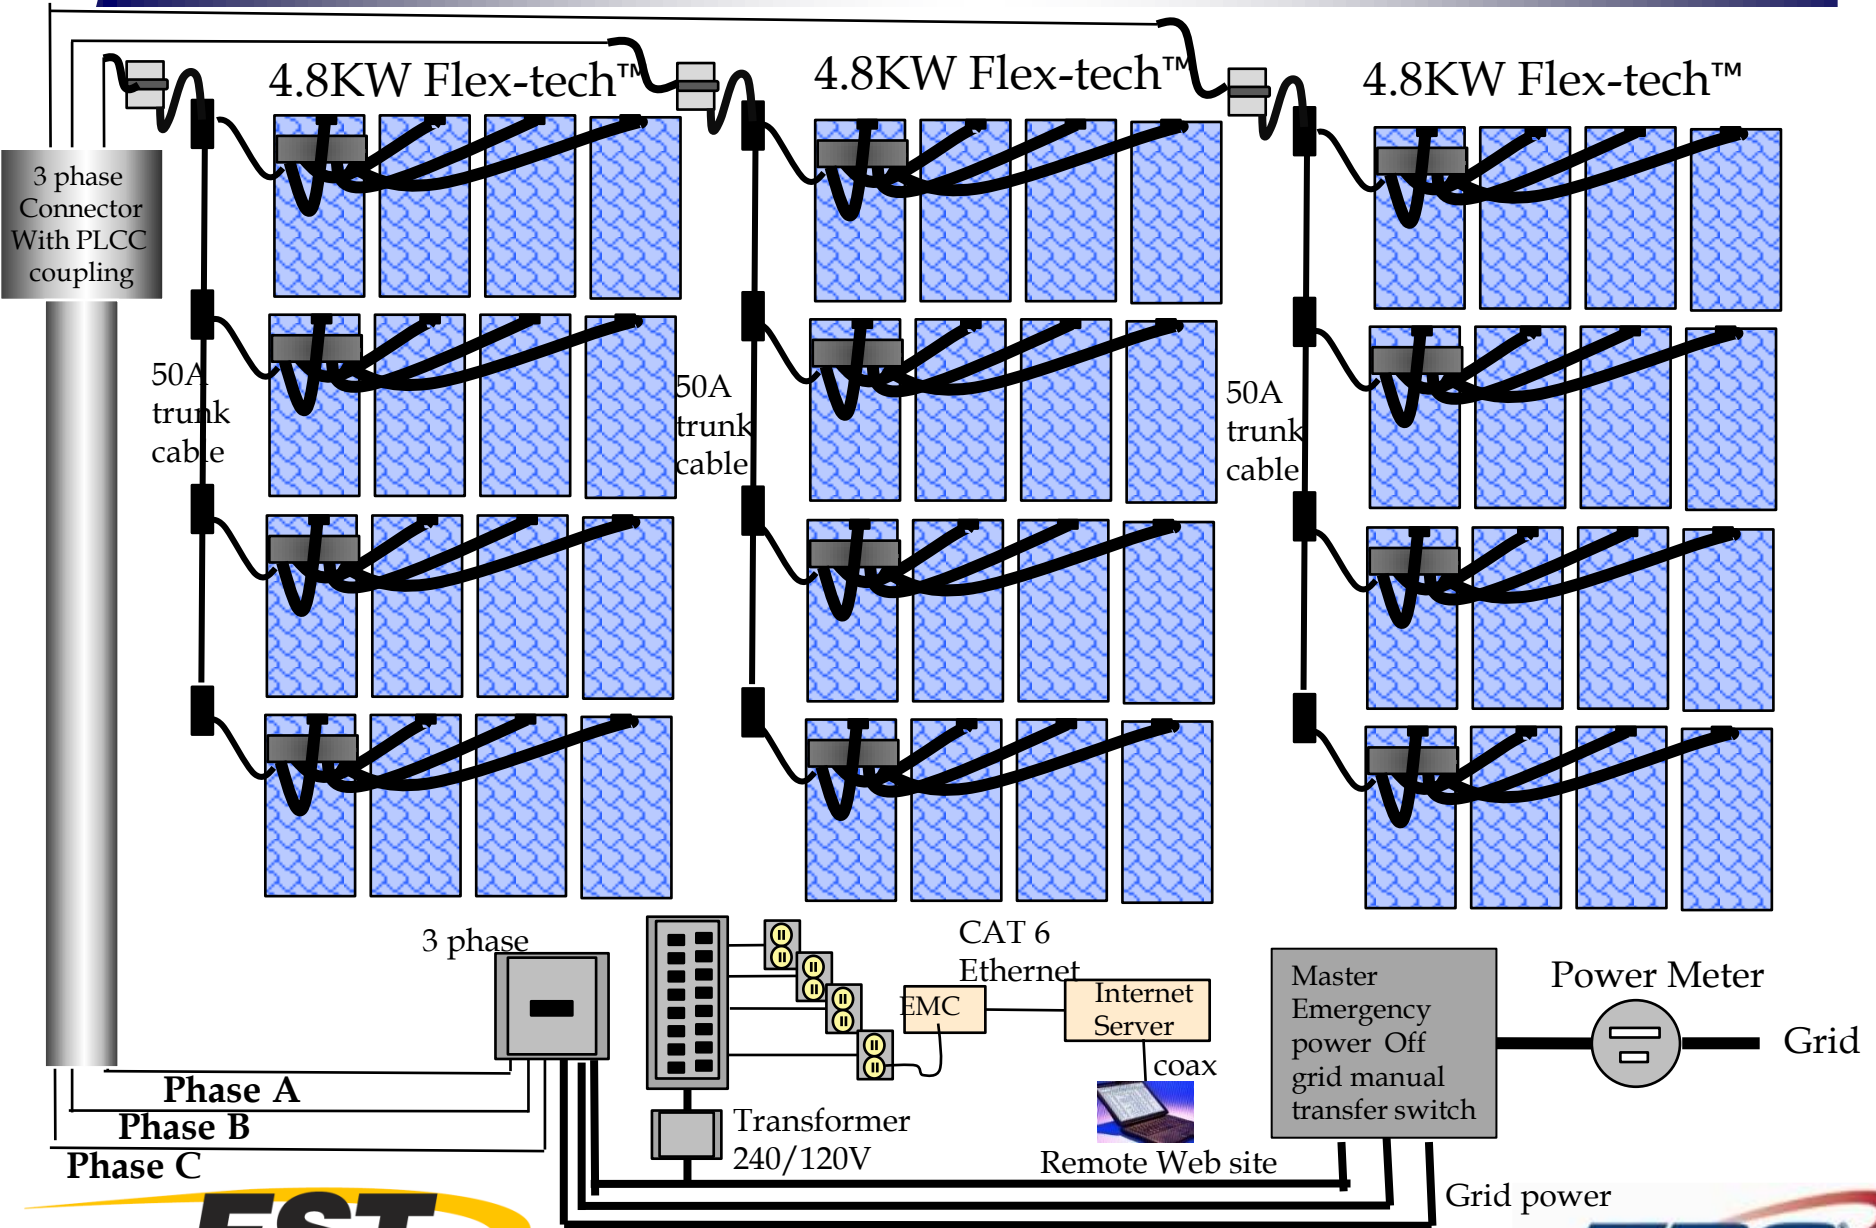 4.8KW Flex-tech™
4.8KW Flex-tech™
4.8KW Flex-tech™
3 phase
Connector
With PLCC
coupling
50A
trunk
cable
50A
trunk
cable
50A
trunk
cable
3 phase
CAT 6
Ethernet
EMC
Internet
Server
coax
Remote Web site
Transformer
240/120V
Master
Emergency
power Off
grid manual
transfer switch
Power Meter
Grid
Grid power
Phase A
Phase B
Phase C
EST